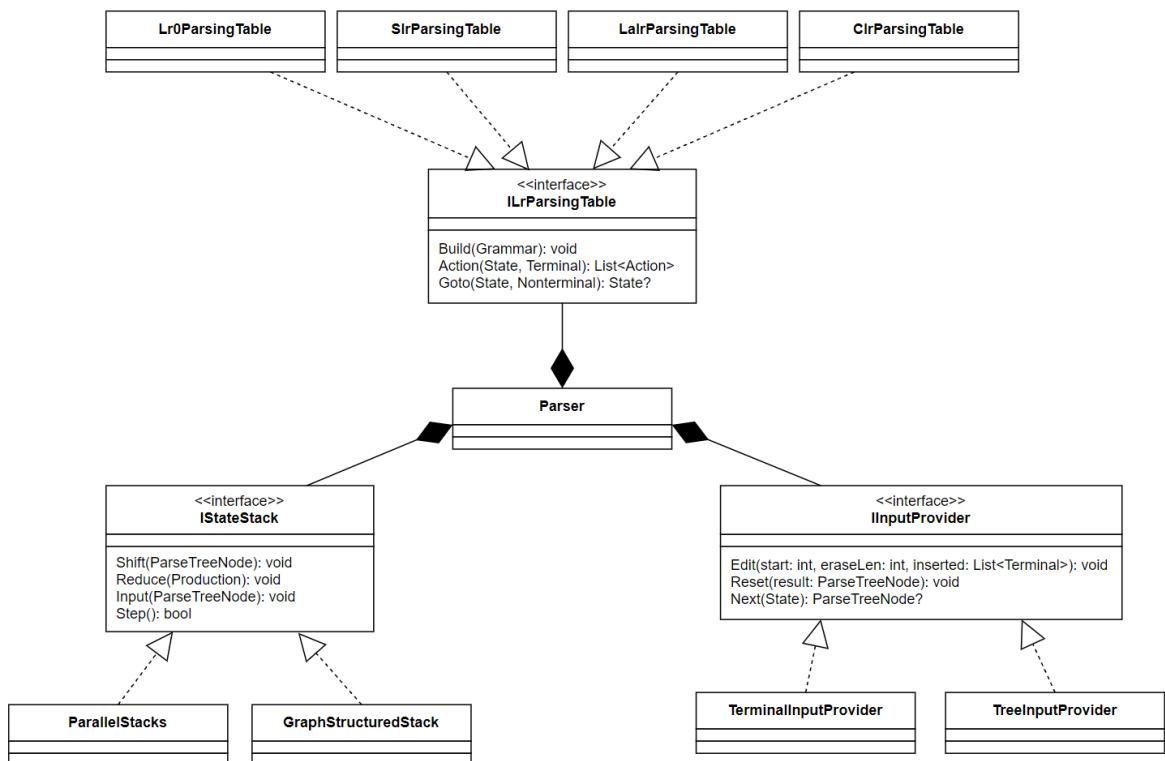 Lr0ParsingTable
SlrParsingTable
LalrParsingTable
ClrParsingTable
<<interface>>
ILrParsingTable
Build(Grammar): void
Action(State, Terminal): List<Action>
Goto(State, Nonterminal): State?
Parser
<<interface>>
IStateStack
Shift(ParseTreeNode): void
Reduce(Production): void
Input(ParseTreeNode): void
Step(): bool
<<interface>>
IInputProvider
Edit(start: int, eraseLen: int, inserted: List<Terminal>): void
Reset(result: ParseTreeNode): void
Next(State): ParseTreeNode?
ParallelStacks
GraphStructuredStack
TerminalInputProvider
TreeInputProvider